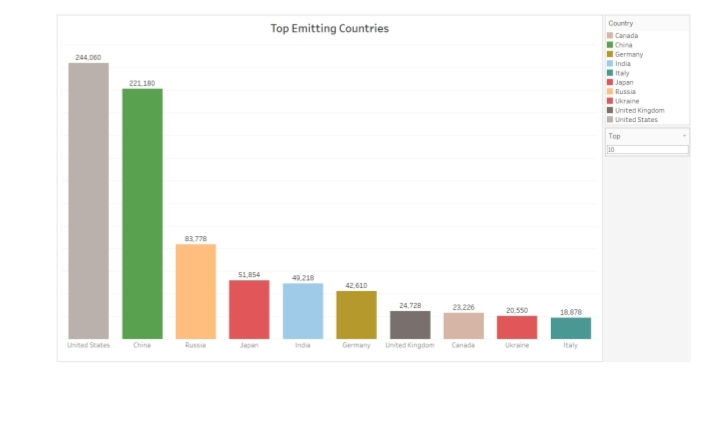 Top Emitting Countries
244,060
221,180
83,778
51,854
49,218
42,610
24,728
23,226
20,550
18,878
United States
China
Russia
Japan
India
Germany
United Kingdom
Canada
Ukraine
Italy
Country
Canada
China
Germany
India
Italy
Japan
Russia
Ukraine
United Kingdom
United States
Top
10